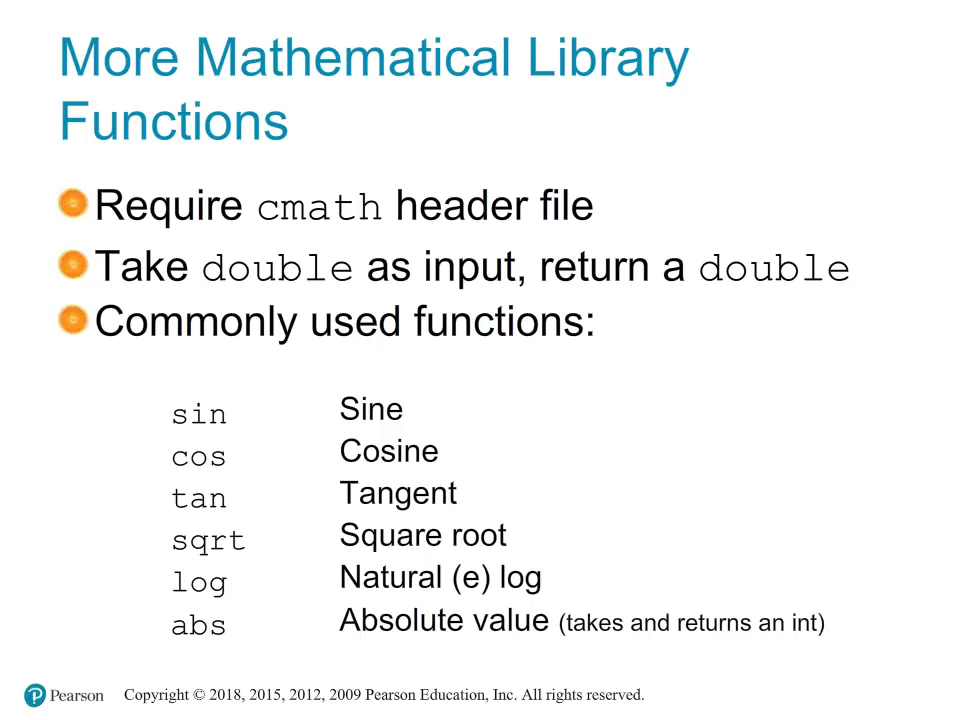 More Mathematical Library
Functions
Require cmath header file
Take double as input, return a double
Commonly used functions:
sin Sine
cos Cosine
tan Tangent
sqrt Square root
log Natural (e) log
abs Absolute value (takes and returns an int)
Pearson Copyright © 2018, 2015, 2012, 2009 Pearson Education, Inc. All rights reserved.